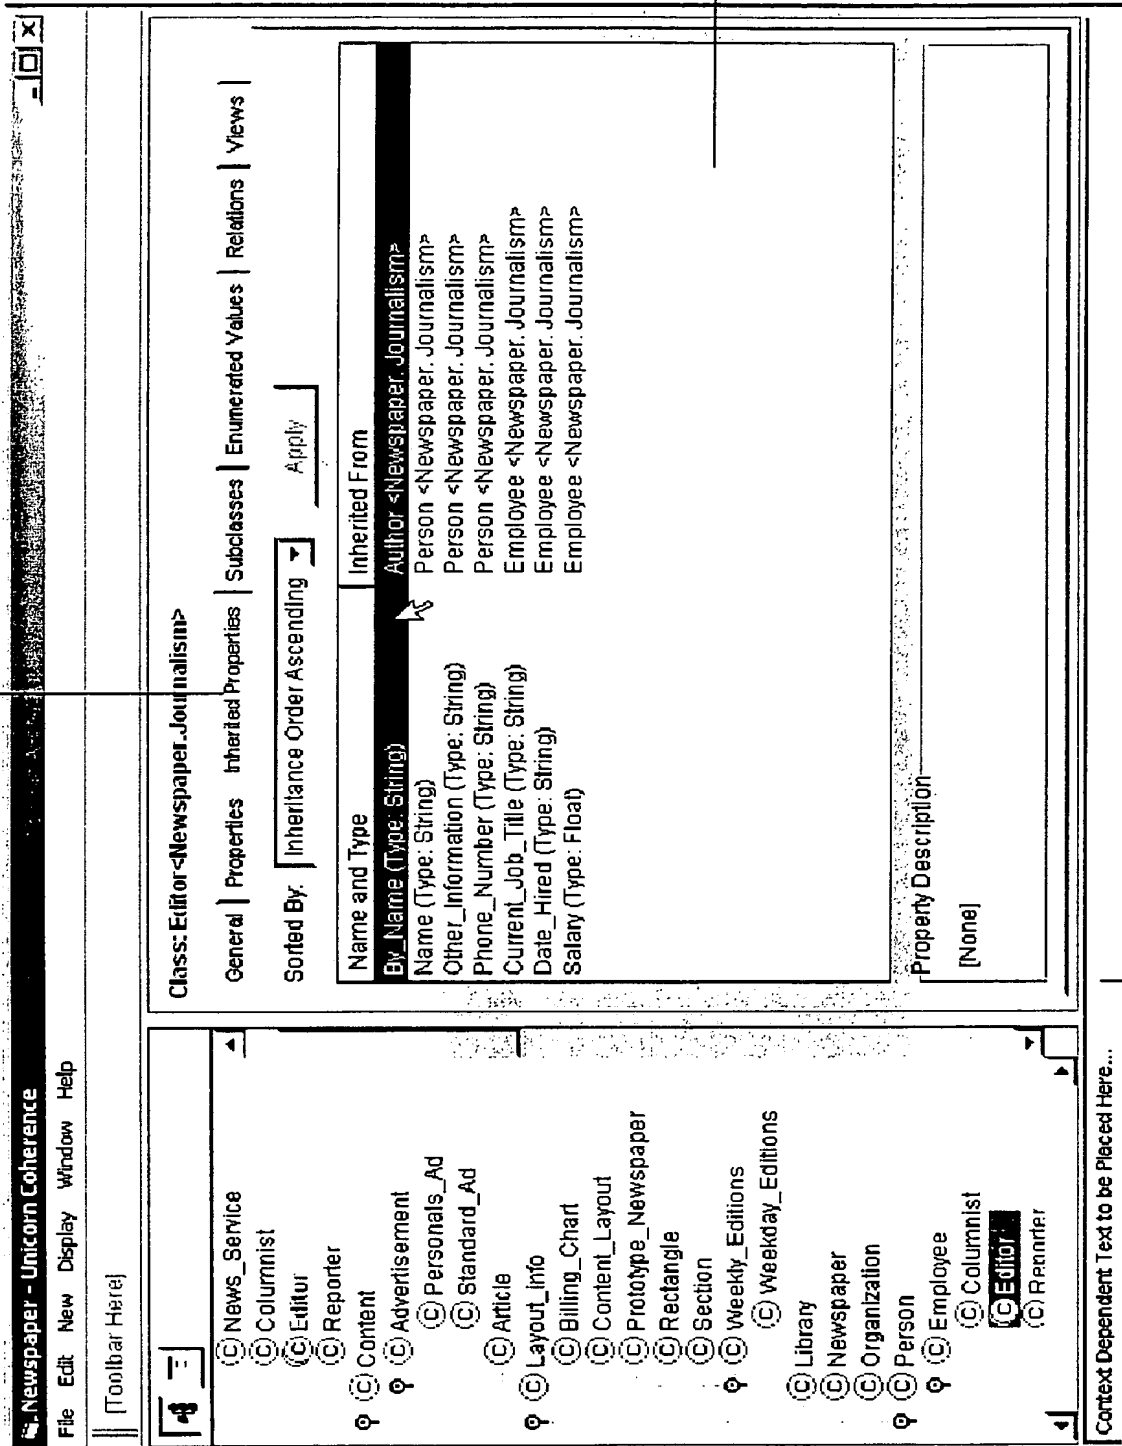 Newspaper - Unicorn Coherence
File Edit New Display Window Help
[Toolbar Here]
News_Service
Columnist
Editor
Reporter
Content
Advertisement
Personals_Ad
Standard_Ad
Article
Layout_Info
Billing_Chart
Content_Layout
Prototype_Newspaper
Rectangle
Section
Weekly_Editions
Weekday_Editions
Library
Newspaper
Organization
Person
Employee
Columnist
Editor
Reporter
Class: Editor<Newspaper.Journalism>
General Properties Inherited Properties Subclasses Enumerated Values Relations Views
Sorted By: Inheritance Order Ascending Apply
Name and Type Inherited From
By_Name (Type: String) Author <Newspaper. Journalism>
Name (Type: String) Person <Newspaper. Journalism>
Other_Information (Type: String) Person <Newspaper. Journalism>
Phone_Number (Type: String) Person <Newspaper. Journalism>
Current_Job_Title (Type: String) Employee <Newspaper. Journalism>
Date_Hired (Type: String) Employee <Newspaper. Journalism>
Salary (Type: Float) Employee <Newspaper. Journalism>
Property Description
[None]
Context Dependent Text to be Placed Here...